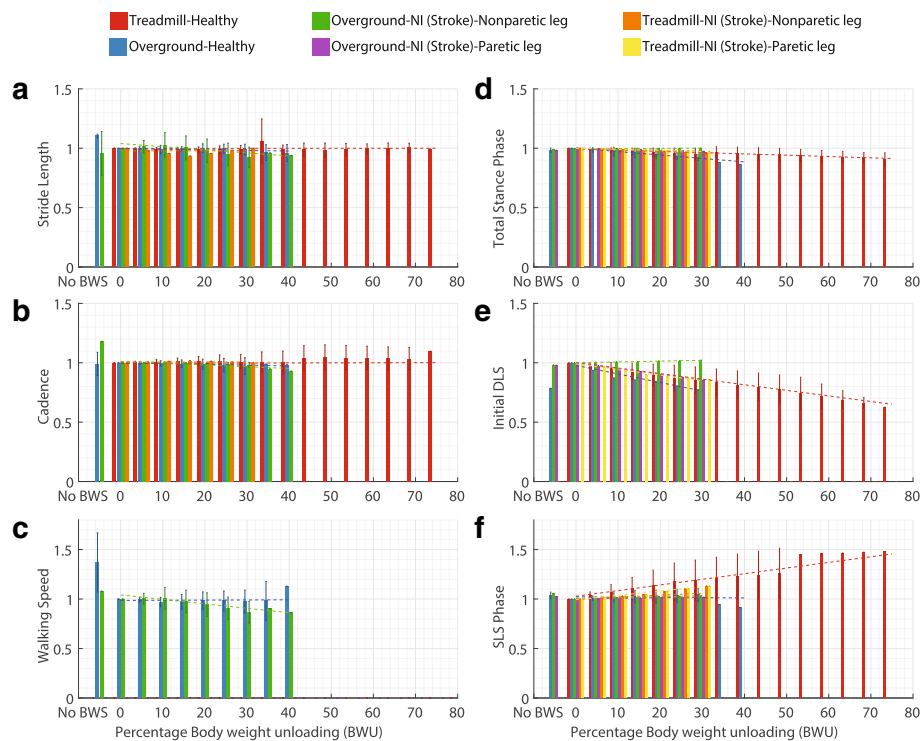 Treadmill-Healthy
Overground-NI (Stroke)-Nonparetic leg
Treadmill-NI (Stroke)-Nonparetic leg
Overground-Healthy
Overground-NI (Stroke)-Paretic leg
Treadmill-NI (Stroke)-Paretic leg
a
Stride Length
1.5
1
0.5
0
No BWS 0 10 20 30 40 50 60 70 80
d
Total Stance Phase
1.5
1
0.5
0
No BWS 0 10 20 30 40 50 60 70 80
b
Cadence
1.5
1
0.5
0
No BWS 0 10 20 30 40 50 60 70 80
e
Initial DLS
1.5
1
0.5
0
No BWS 0 10 20 30 40 50 60 70 80
c
Walking Speed
1.5
1
0.5
0
No BWS 0 10 20 30 40 50 60 70 80
Percentage Body weight unloading (BWU)
f
SLS Phase
1.5
1
0.5
0
No BWS 0 10 20 30 40 50 60 70 80
Percentage Body weight unloading (BWU)